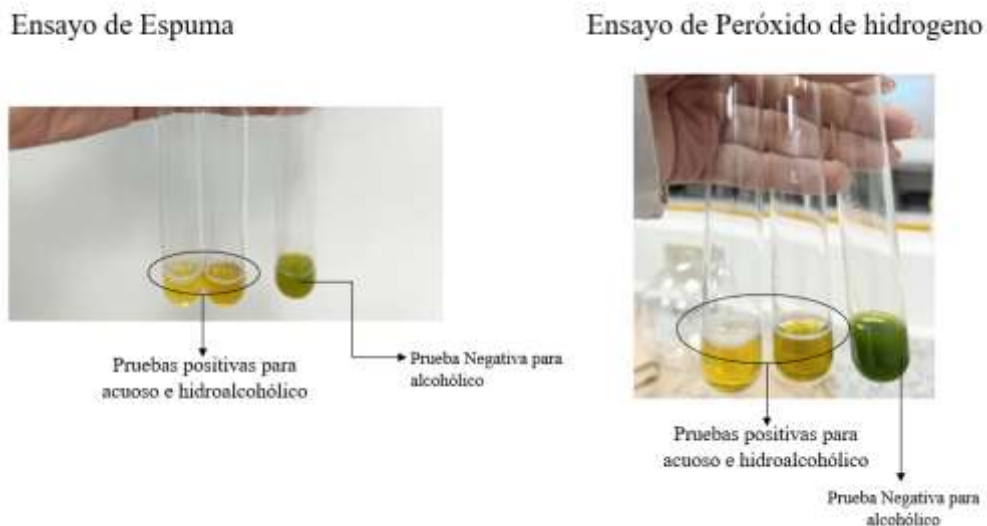 Ensayo de Espuma
Ensayo de Peróxido de hidrogeno
Pruebas positivas para
acuoso e hidroalcohólico
Prueba Negativa para
alcohólico
Pruebas positivas para
acuoso e hidroalcohólico
Prueba Negativa para
alcohólico